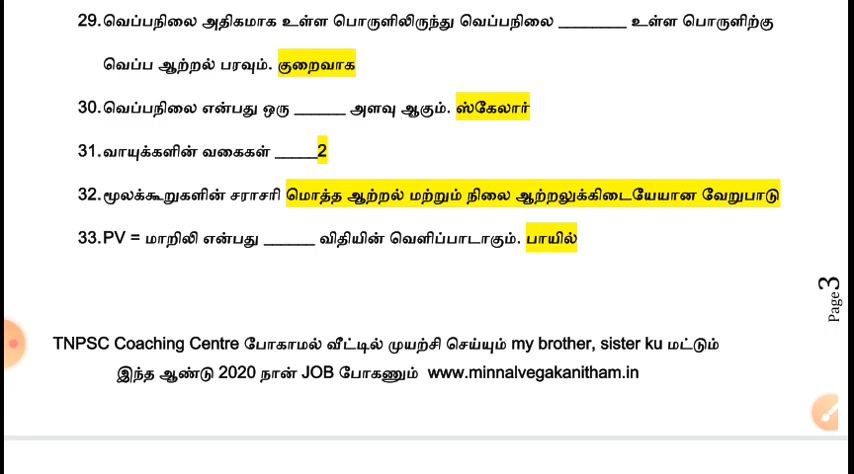 29.வெப்பநிலை அதிகமாக உள்ள பொருளிலிருந்து வெப்பநிலை ________ உள்ள பொருளிற்கு
வெப்ப ஆற்றல் பரவும். குறைவாக
30.வெப்பநிலை என்பது ஒரு ______ அளவு ஆகும். ஸ்கேலார்
31.வாயுக்களின் வகைகள் _____2
32.மூலக்கூறுகளின் சராசரி மொத்த ஆற்றல் மற்றும் நிலை ஆற்றலுக்கிடையேயான வேறுபாடு
33.PV = மாறிலி என்பது ______ விதியின் வெளிப்பாடாகும். பாயில்
Page3
TNPSC Coaching Centre போகாமல் வீட்டில் முயற்சி செய்யும் my brother, sister ku மட்டும்
இந்த ஆண்டு 2020 நான் JOB போகணும் www.minnalvegakanitham.in